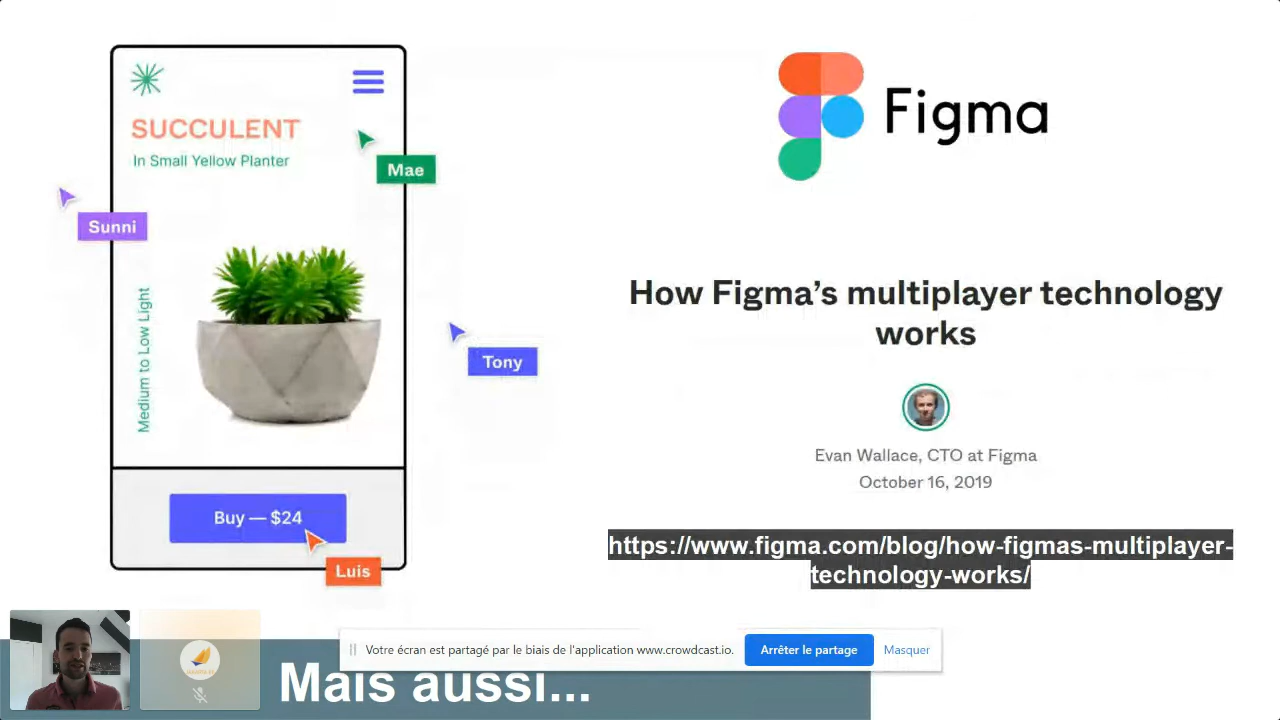 SUCCULENT
In Small Yellow Planter
Mae
Sunni
Medium to Low Light
Tony
Buy — $24
Luis
Figma
How Figma’s multiplayer technology
works
Evan Wallace, CTO at Figma
October 16, 2019
https://www.figma.com/blog/how-figmas-multiplayer-
technology-works/
Votre écran est partagé par le biais de l'application www.crowdcast.io.
Arrêter le partage
Masquer
Mais aussi...